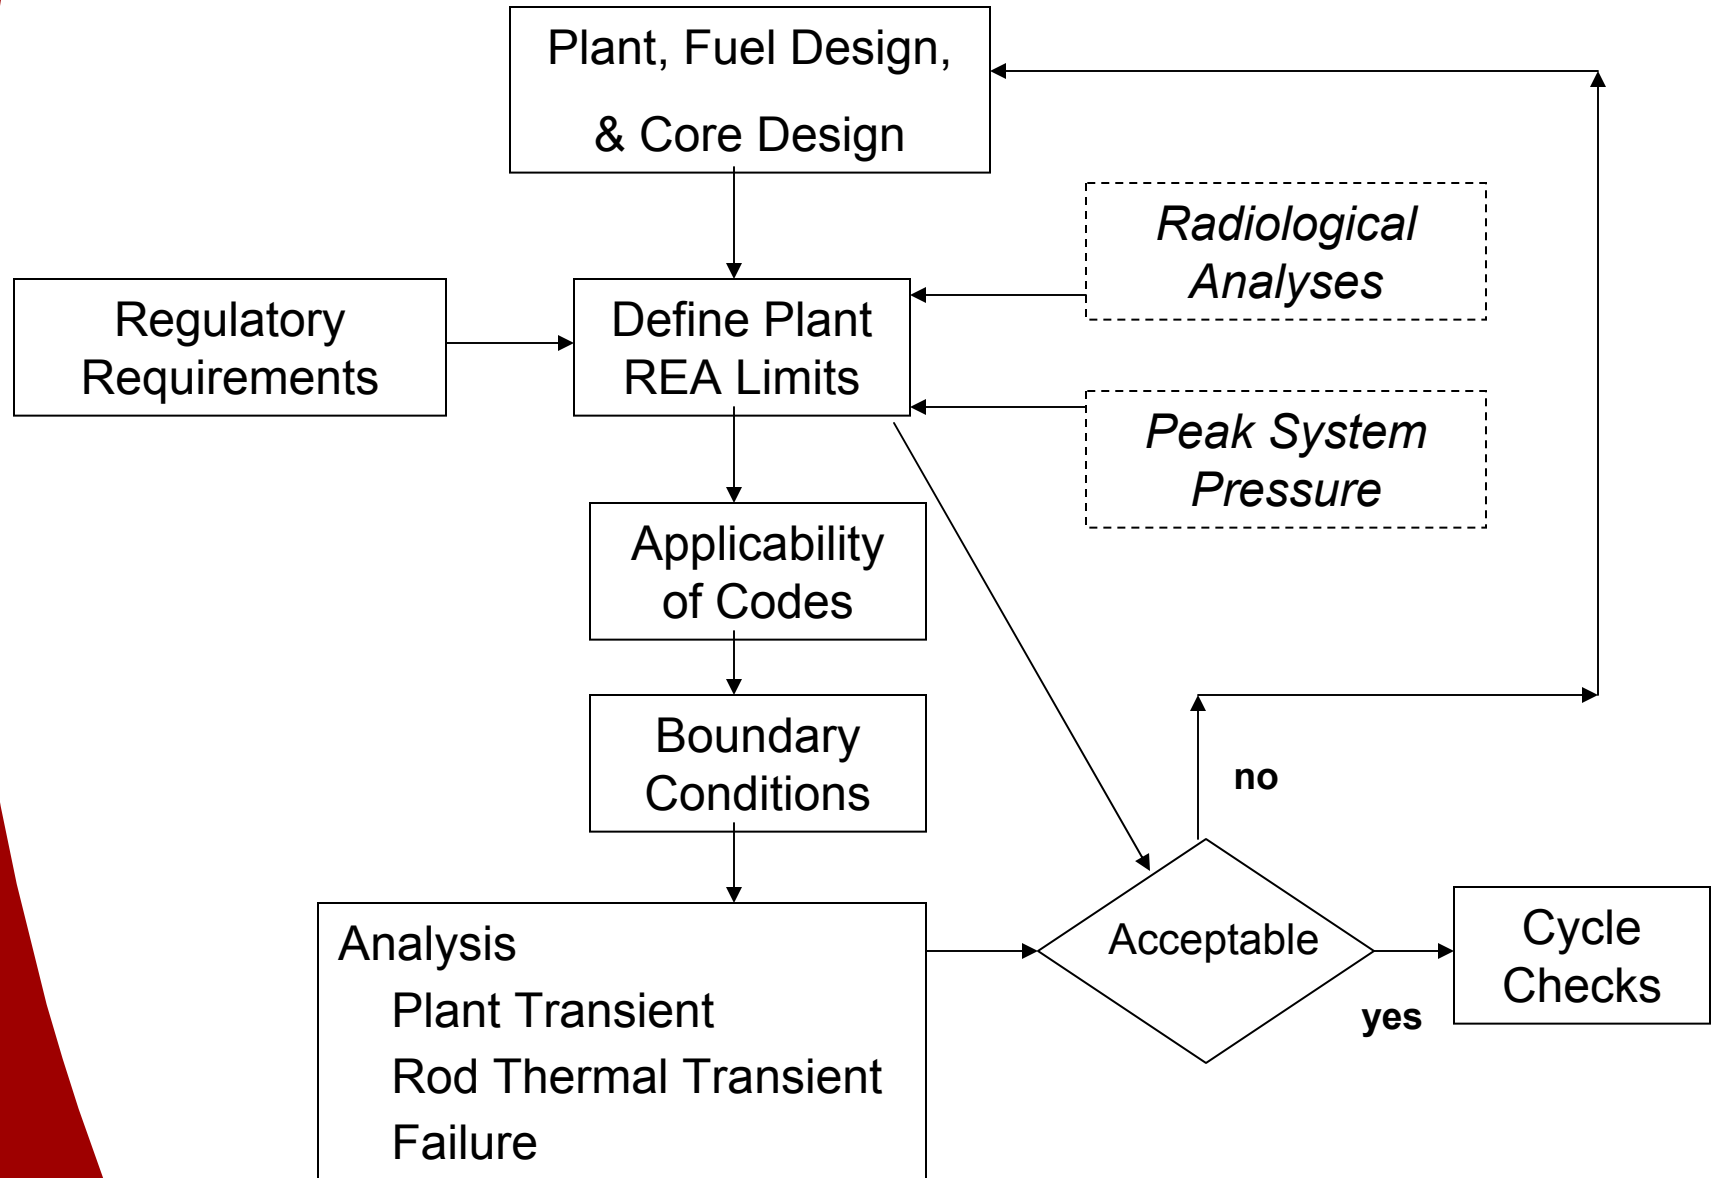 Plant, Fuel Design,
& Core Design
Radiological
Analyses
Regulatory
Requirements
Define Plant
REA Limits
Peak System
Pressure
Applicability
of Codes
Boundary
Conditions
no
Analysis
Plant Transient
Rod Thermal Transient
Failure
Acceptable
yes
Cycle
Checks